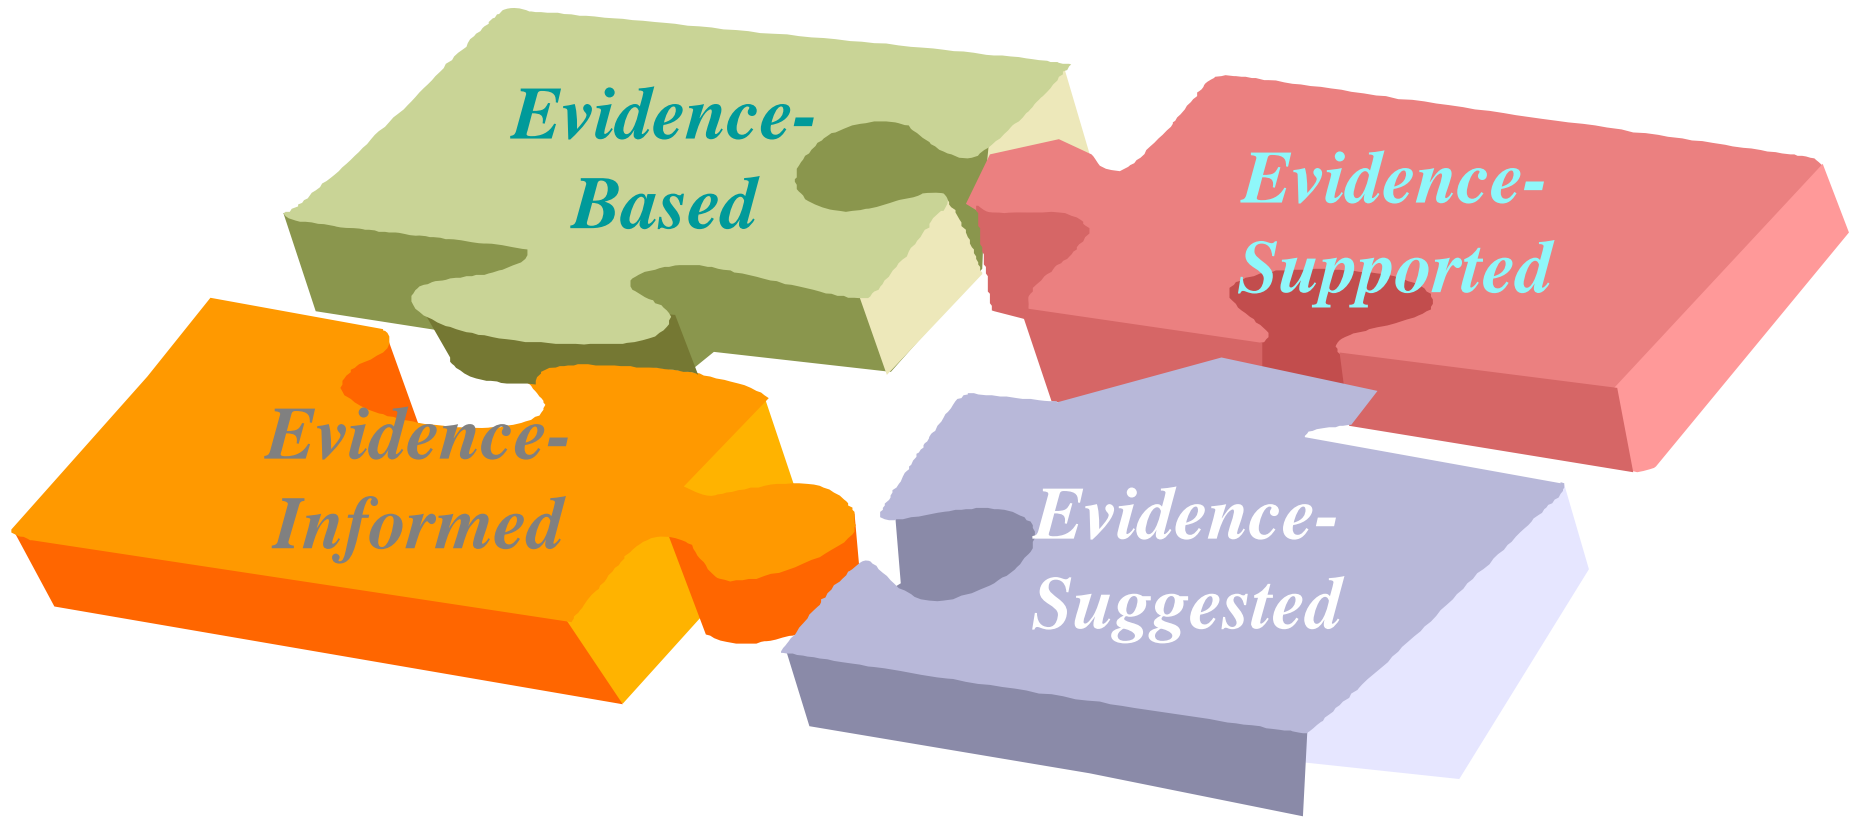 Evidence-
Based
Evidence-
Supported
Evidence-
Informed
Evidence-
Suggested